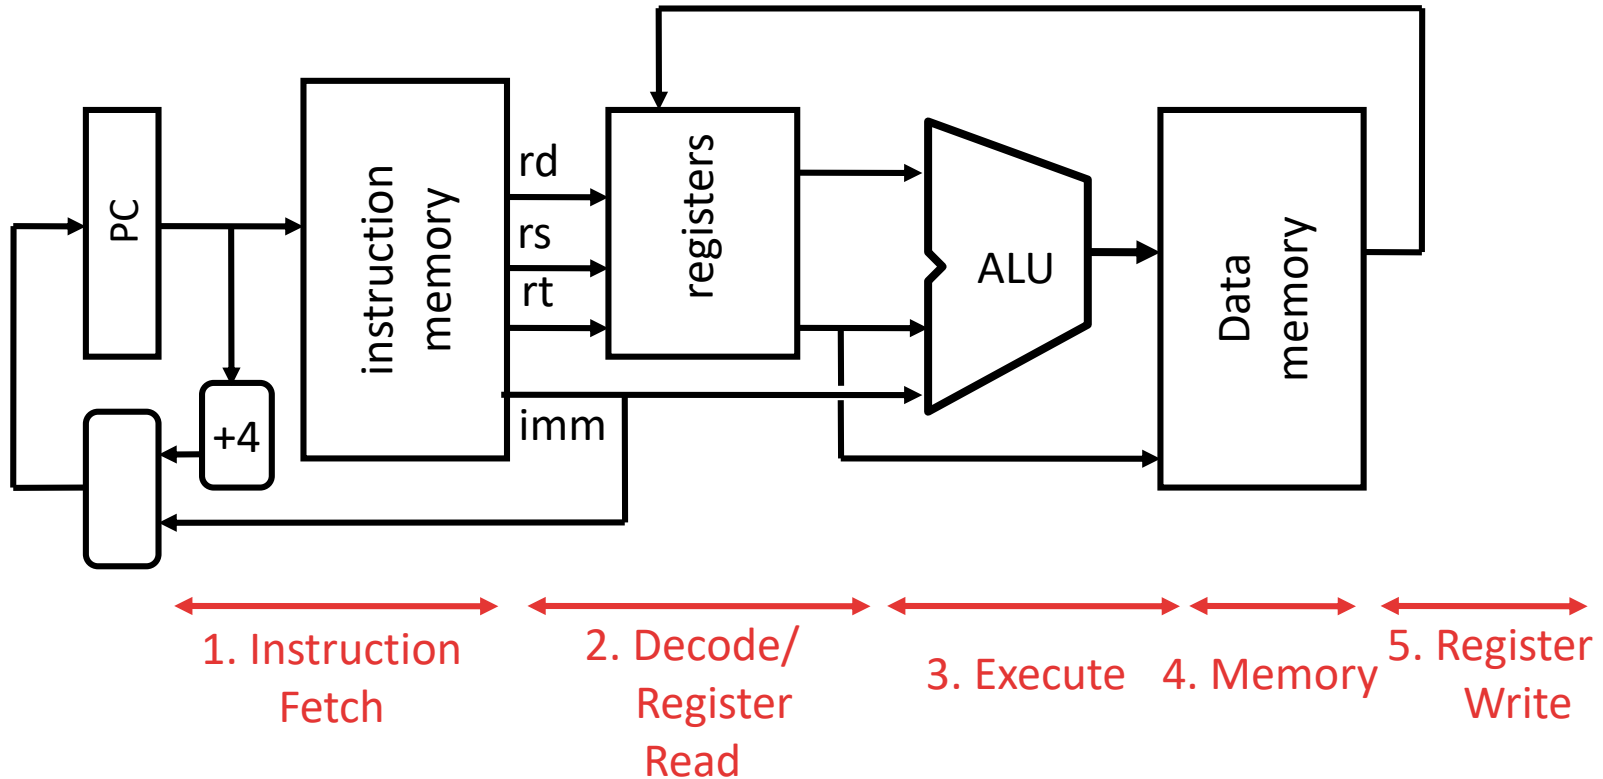 PC
+4
instruction
memory
rd
rs
rt
imm
registers
ALU
Data
memory
1. Instruction
Fetch
2. Decode/
Register
Read
3. Execute
4. Memory
5. Register
Write